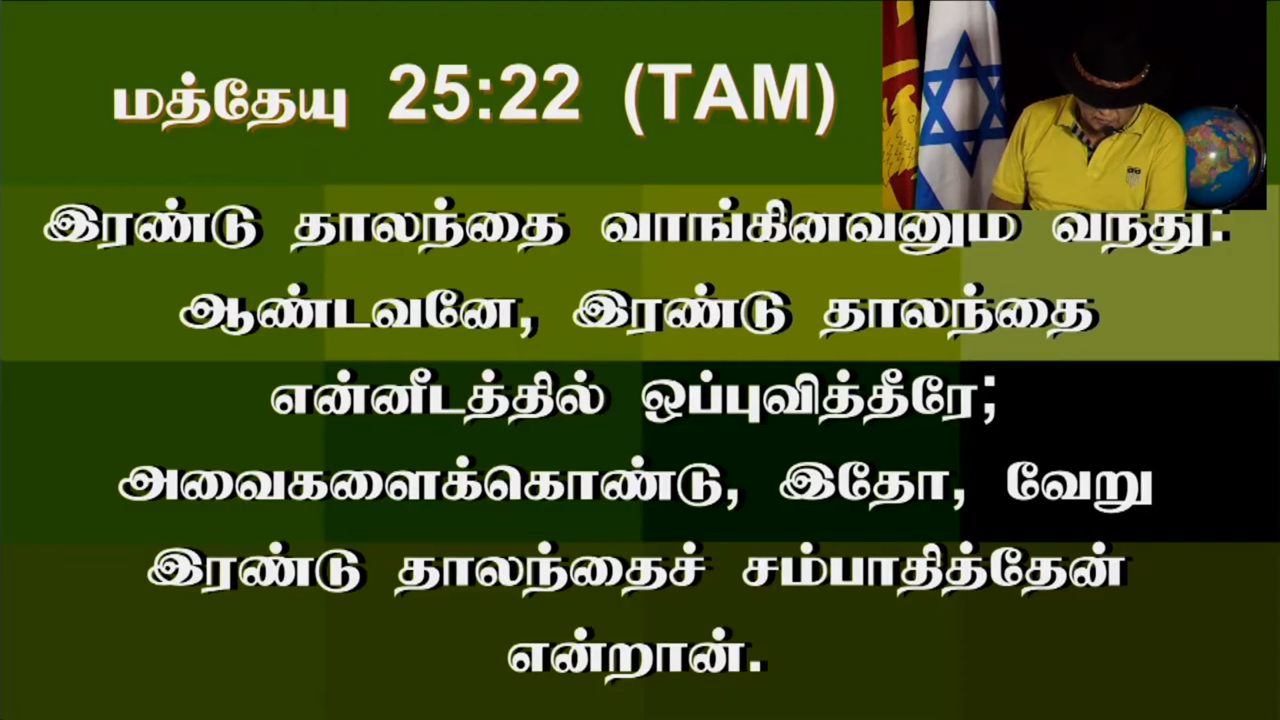 மத்தேயு 25:22 (TAM)
இரண்டு தாலந்தை வாங்கினவனும் வந்து:
ஆண்டவனே, இரண்டு தாலந்தை
என்னிடத்தில் ஒப்புவித்தீரே;
அவைகளைக்கொண்டு, இதோ, வேறு
இரண்டு தாலந்தைச் சம்பாதித்தேன்
என்றான்.